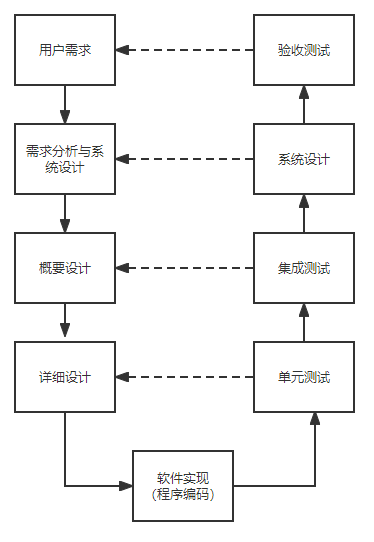 用户需求
验收测试
需求分析与系
统设计
系统设计
概要设计
集成测试
详细设计
单元测试
软件实现
（程序编码）